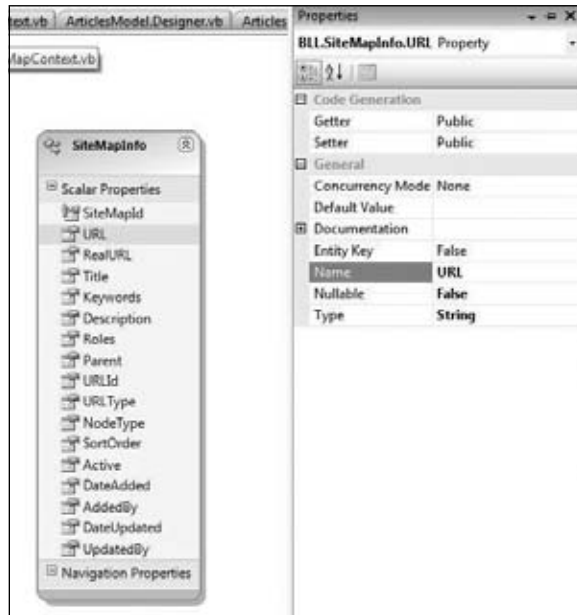 text.vb
ArticlesModel.Designer.vb
Articles
MapContext.vb
SiteMapInfo
Scalar Properties
SiteMapId
URL
RealURL
Title
Keywords
Description
Roles
Parent
URLId
URLType
NodeType
SortOrder
Active
DateAdded
AddedBy
DateUpdated
UpdatedBy
Navigation Properties
Properties
BLL.SiteMapInfo.URL Property
Code Generation
Getter Public
Setter Public
General
Concurrency Mode None
Default Value
Documentation
Entity Key False
Name URL
Nullable False
Type String